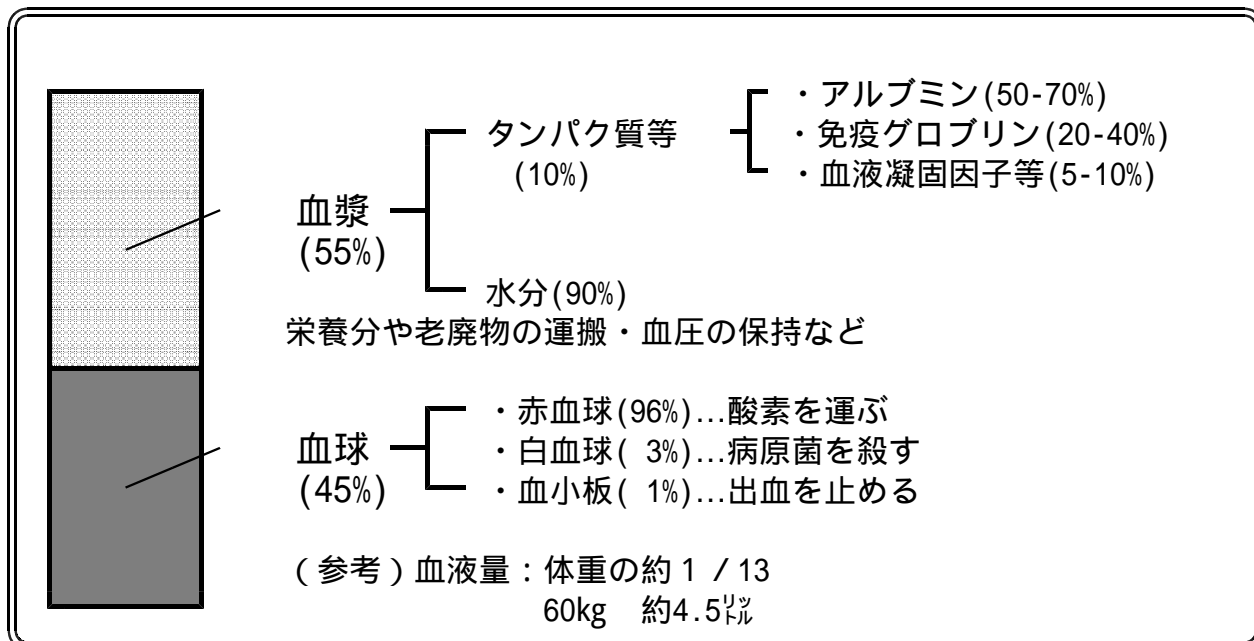 ・アルブミン(50-70%)
タンパク質等
(10%)
・免疫グロブリン(20-40%)
・血液凝固因子等(5-10%)
血漿
(55%)
水分(90%)
栄養分や老廃物の運搬・血圧の保持など
血球
(45%)
・赤血球(96%)…酸素を運ぶ
・白血球( 3%)…病原菌を殺す
・血小板( 1%)…出血を止める
(参考)血液量:体重の約1/13
60kg 約4.5リットル